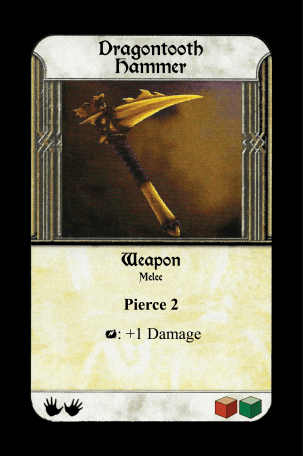 Dragontooth
Hammer
Weapon
Melee
Pierce 2
: +1 Damage